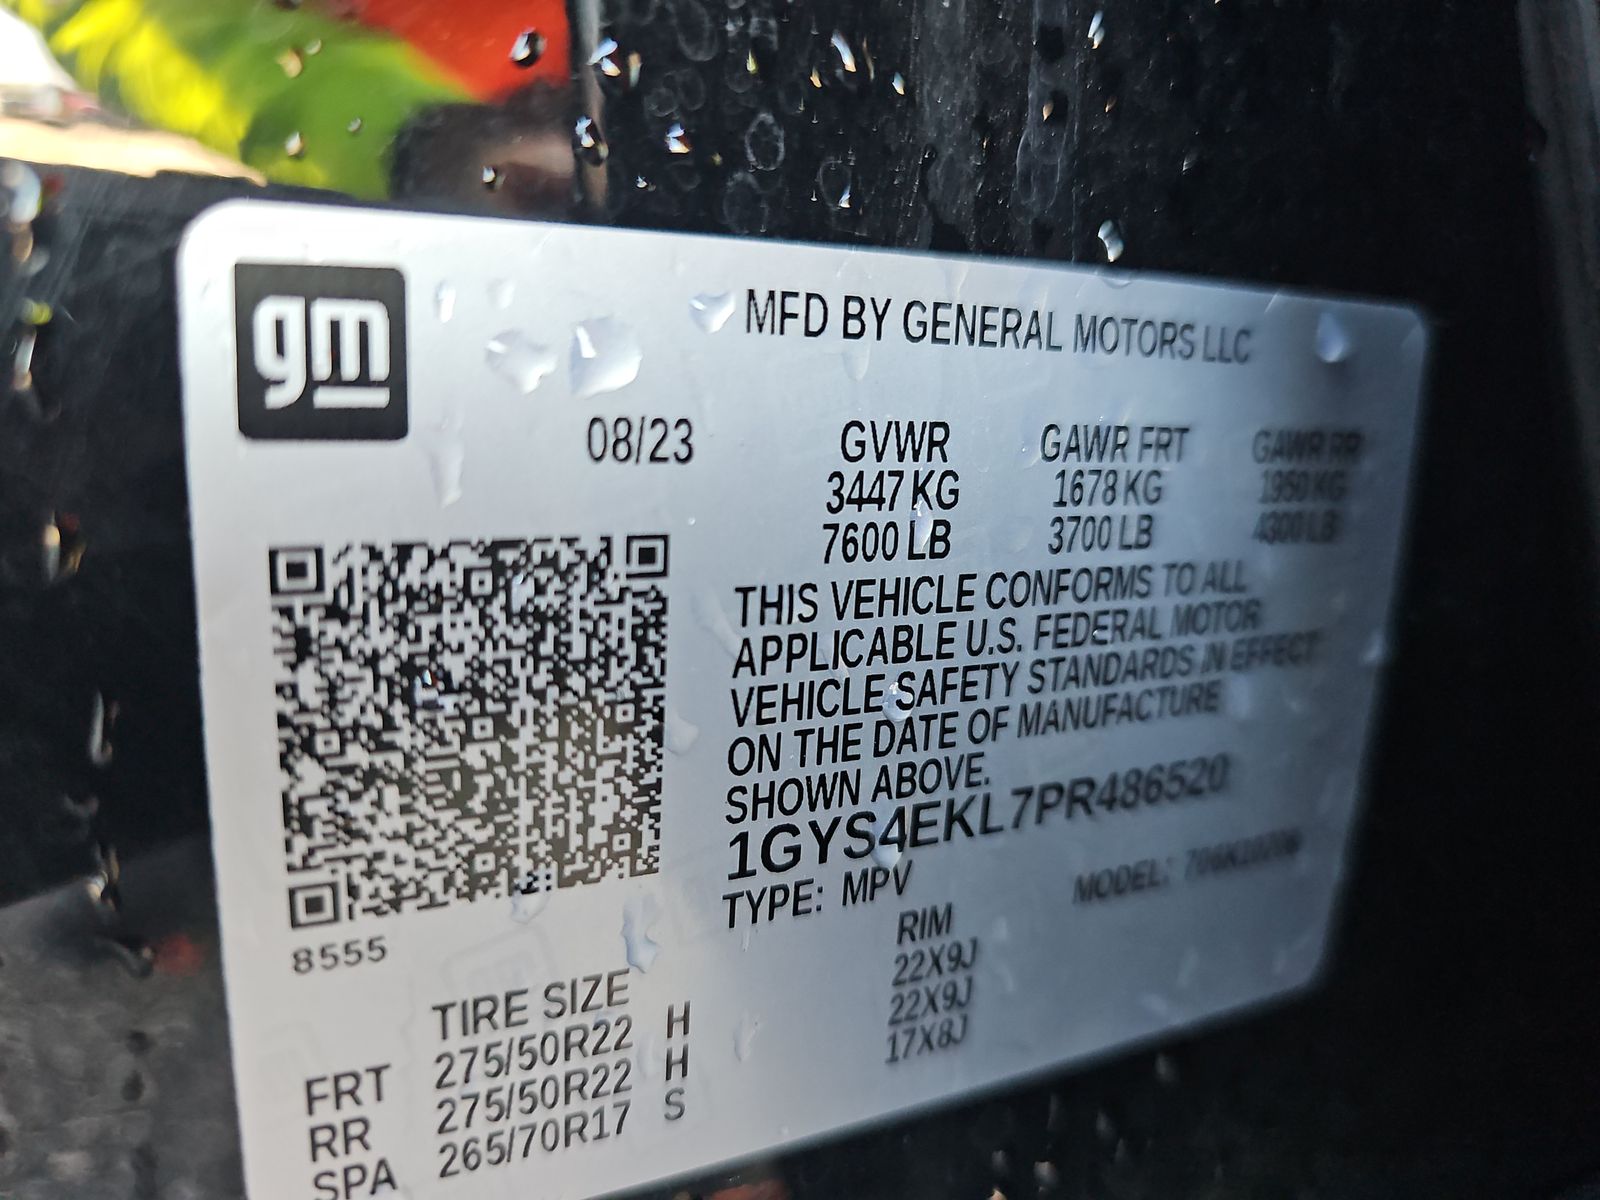 gm
MFD BY GENERAL MOTORS LLC
08/23
GVWR GAWR FRT GAWR RR
3447 KG 1678 KG 1950 KG
7600 LB 3700 LB 4300 LB
THIS VEHICLE CONFORMS TO ALL
APPLICABLE U.S. FEDERAL MOTOR
VEHICLE SAFETY STANDARDS IN EFFECT
ON THE DATE OF MANUFACTURE
SHOWN ABOVE.
1GYS4EKL7PR486520
TYPE: MPV MODEL:
8555
TIRE SIZE RIM
FRT 275/50R22 H 22X9J
RR 275/50R22 H 22X9J
SPA 265/70R17 S 17X8J